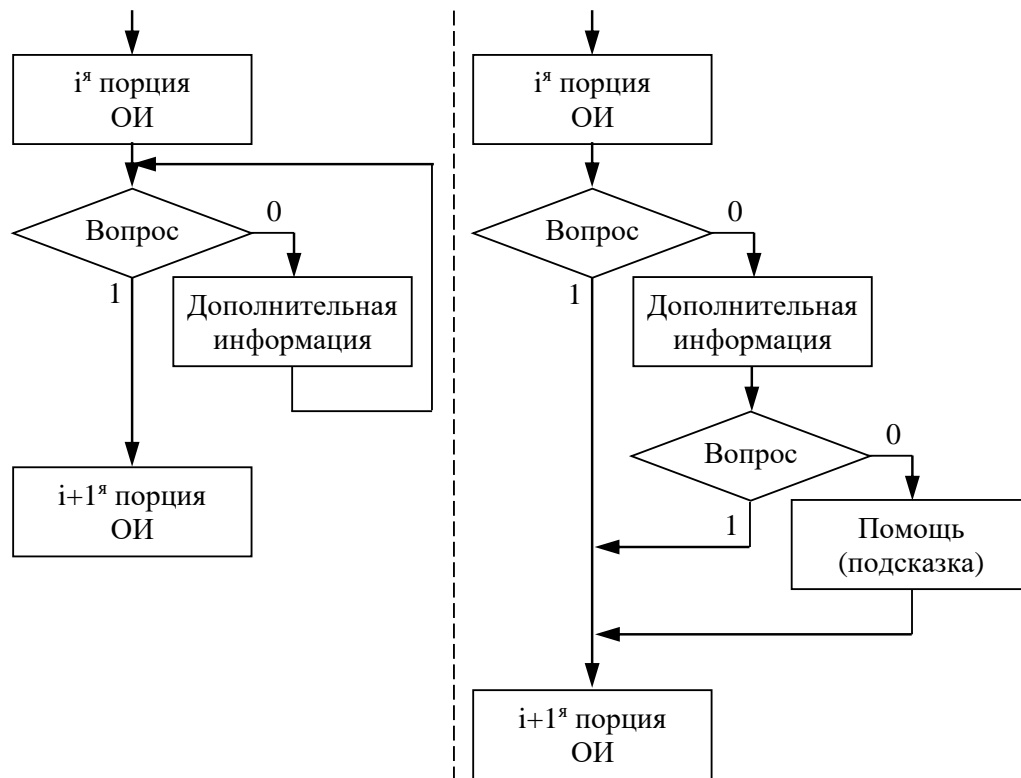 iя порция
ОИ
Вопрос
0
1
Дополнительная
информация
i+1я порция
ОИ
iя порция
ОИ
Вопрос
0
1
Дополнительная
информация
Вопрос
0
1
Помощь
(подсказка)
i+1я порция
ОИ